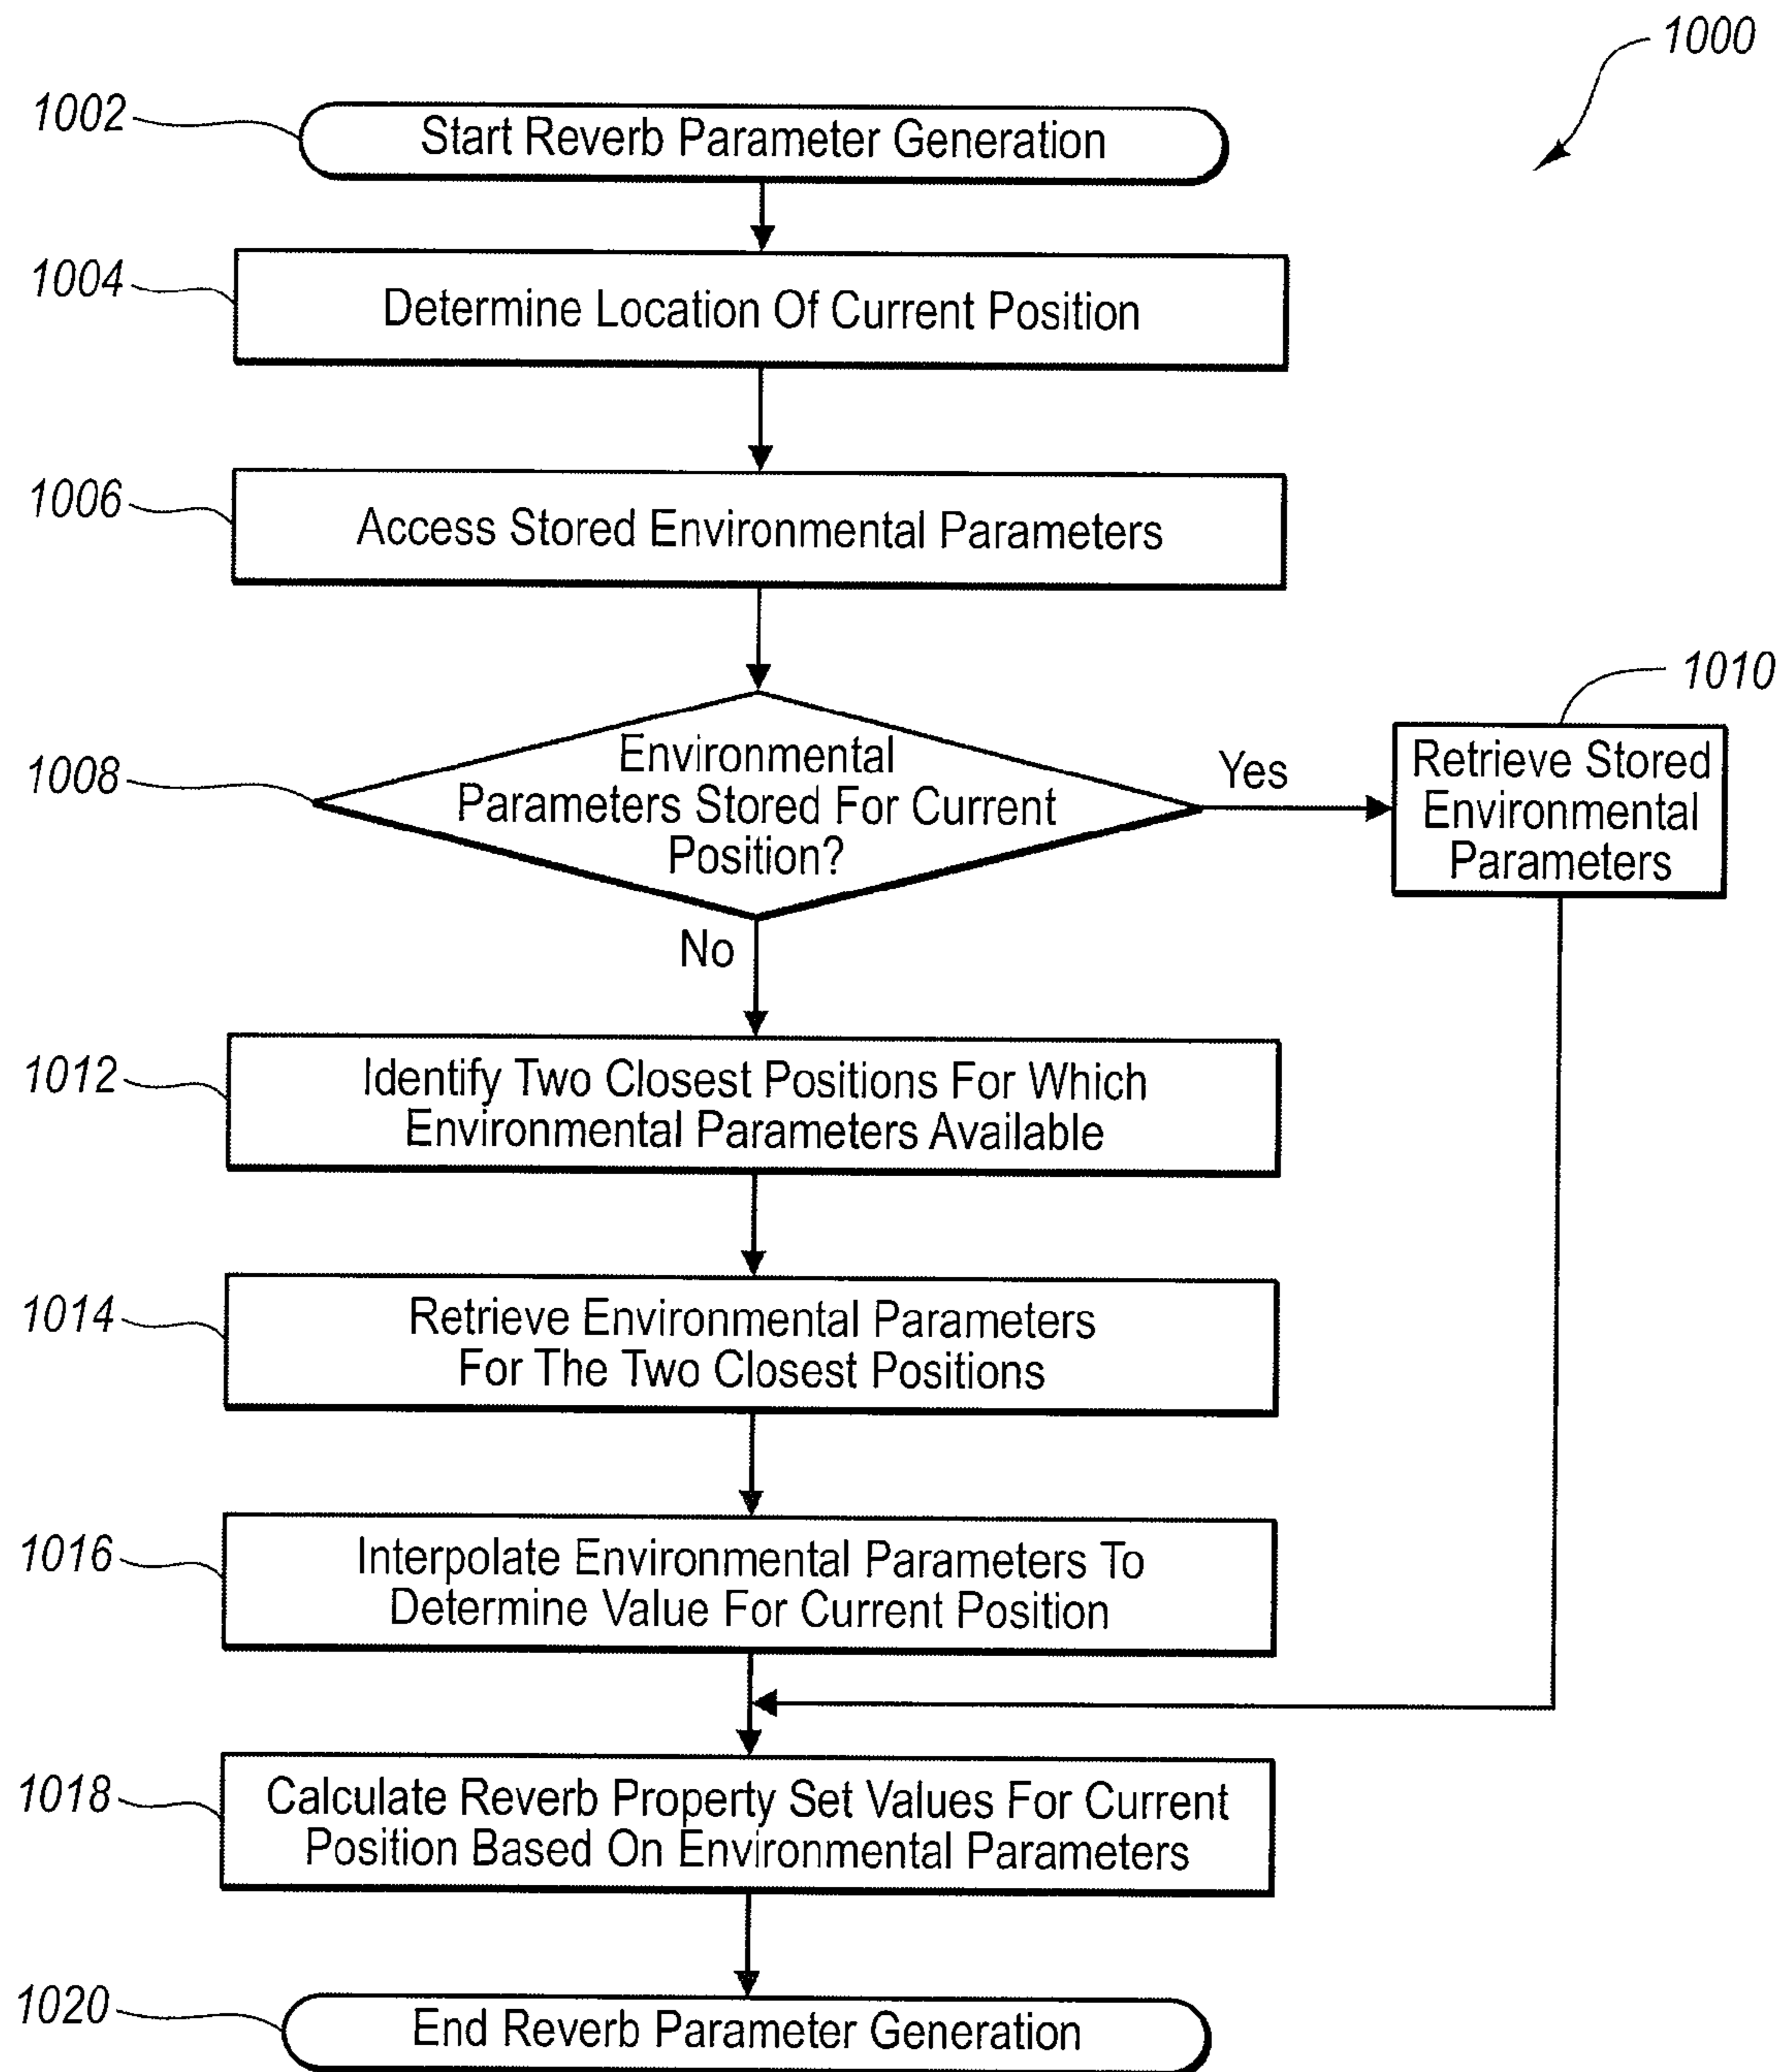 1000
1002
Start Reverb Parameter Generation
1004
Determine Location Of Current Position
1006
Access Stored Environmental Parameters
1008
Environmental
Parameters Stored For Current
Position?
Yes
1010
Retrieve Stored
Environmental
Parameters
No
1012
Identify Two Closest Positions For Which
Environmental Parameters Available
1014
Retrieve Environmental Parameters
For The Two Closest Positions
1016
Interpolate Environmental Parameters To
Determine Value For Current Position
1018
Calculate Reverb Property Set Values For Current
Position Based On Environmental Parameters
1020
End Reverb Parameter Generation